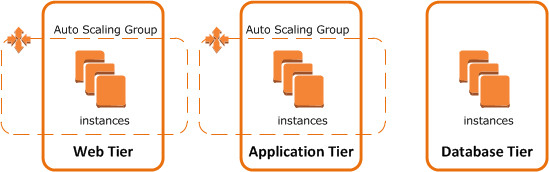 Auto Scaling Group
instances
Web Tier
Auto Scaling Group
instances
Application Tier
instances
Database Tier